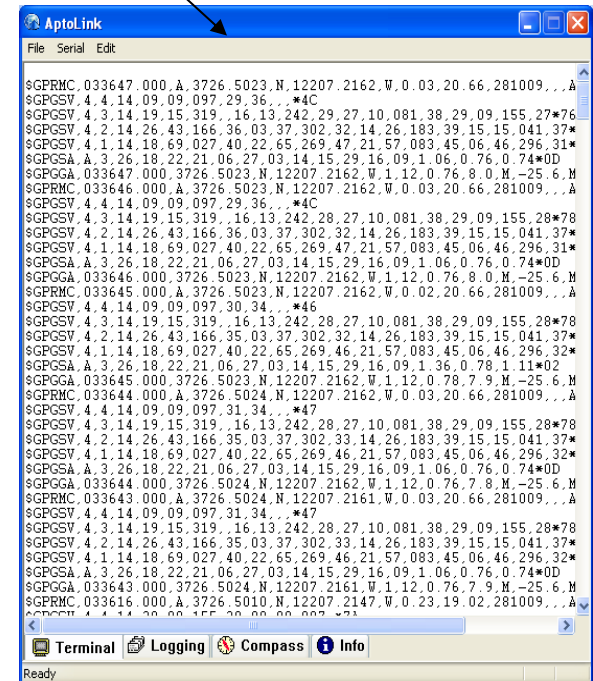 AptoLink
File Serial Edit
$GPRMC,033647.000,A,3726.5023,N,12207.2162,W,0.03,20.66,281009,,,A
$GPGSV,4,4,14,09,09,097,29,36,,,*4C
$GPGSV,4,3,14,19,15,319,,16,13,242,29,27,10,081,38,29,09,155,27*76
$GPGSV,4,2,14,26,43,166,36,03,37,302,32,14,26,183,39,15,15,041,37*
$GPGSV,4,1,14,18,69,027,40,22,65,269,47,21,57,083,45,06,46,296,31*
$GPGSA,A,3,26,18,22,21,06,27,03,14,15,29,16,09,1.06,0.76,0.74*0D
$GPGGA,033647.000,3726.5023,N,12207.2162,W,1,12,0.76,8.0,M,-25.6,M
$GPRMC,033646.000,A,3726.5023,N,12207.2162,W,0.03,20.66,281009,,,A
$GPGSV,4,4,14,09,09,097,29,36,,,*4C
$GPGSV,4,3,14,19,15,319,,16,13,242,28,27,10,081,38,29,09,155,28*78
$GPGSV,4,2,14,26,43,166,36,03,37,302,32,14,26,183,39,15,15,041,37*
$GPGSV,4,1,14,18,69,027,40,22,65,269,47,21,57,083,45,06,46,296,31*
$GPGSA,A,3,26,18,22,21,06,27,03,14,15,29,16,09,1.06,0.76,0.74*0D
$GPGGA,033646.000,3726.5023,N,12207.2162,W,1,12,0.76,8.0,M,-25.6,M
$GPRMC,033645.000,A,3726.5023,N,12207.2162,W,0.02,20.66,281009,,,A
$GPGSV,4,4,14,09,09,097,30,34,,,*46
$GPGSV,4,3,14,19,15,319,,16,13,242,28,27,10,081,38,29,09,155,28*78
$GPGSV,4,2,14,26,43,166,35,03,37,302,32,14,26,183,39,15,15,041,37*
$GPGSV,4,1,14,18,69,027,40,22,65,269,46,21,57,083,45,06,46,296,32*
$GPGSA,A,3,26,18,22,21,06,27,03,14,15,29,16,09,1.36,0.78,1.11*02
$GPGGA,033645.000,3726.5023,N,12207.2162,W,1,12,0.78,7.9,M,-25.6,M
$GPRMC,033644.000,A,3726.5024,N,12207.2162,W,0.03,20.66,281009,,,A
$GPGSV,4,4,14,09,09,097,31,34,,,*47
$GPGSV,4,3,14,19,15,319,,16,13,242,28,27,10,081,38,29,09,155,28*78
$GPGSV,4,2,14,26,43,166,35,03,37,302,33,14,26,183,39,15,15,041,37*
$GPGSV,4,1,14,18,69,027,40,22,65,269,46,21,57,083,45,06,46,296,32*
$GPGSA,A,3,26,18,22,21,06,27,03,14,15,29,16,09,1.06,0.76,0.74*0D
$GPGGA,033644.000,3726.5024,N,12207.2162,W,1,12,0.76,7.8,M,-25.6,M
$GPRMC,033643.000,A,3726.5024,N,12207.2161,W,0.03,20.66,281009,,,A
$GPGSV,4,4,14,09,09,097,31,34,,,*47
$GPGSV,4,3,14,19,15,319,,16,13,242,28,27,10,081,38,29,09,155,28*78
$GPGSV,4,2,14,26,43,166,35,03,37,302,33,14,26,183,39,15,15,041,37*
$GPGSV,4,1,14,18,69,027,40,22,65,269,46,21,57,083,45,06,46,296,32*
$GPGSA,A,3,26,18,22,21,06,27,03,14,15,29,16,09,1.06,0.76,0.74*0D
$GPGGA,033643.000,3726.5024,N,12207.2161,W,1,12,0.76,7.9,M,-25.6,M
$GPRMC,033616.000,A,3726.5010,N,12207.2147,W,0.23,19.02,281009,,,A
Terminal Logging Compass Info
Ready